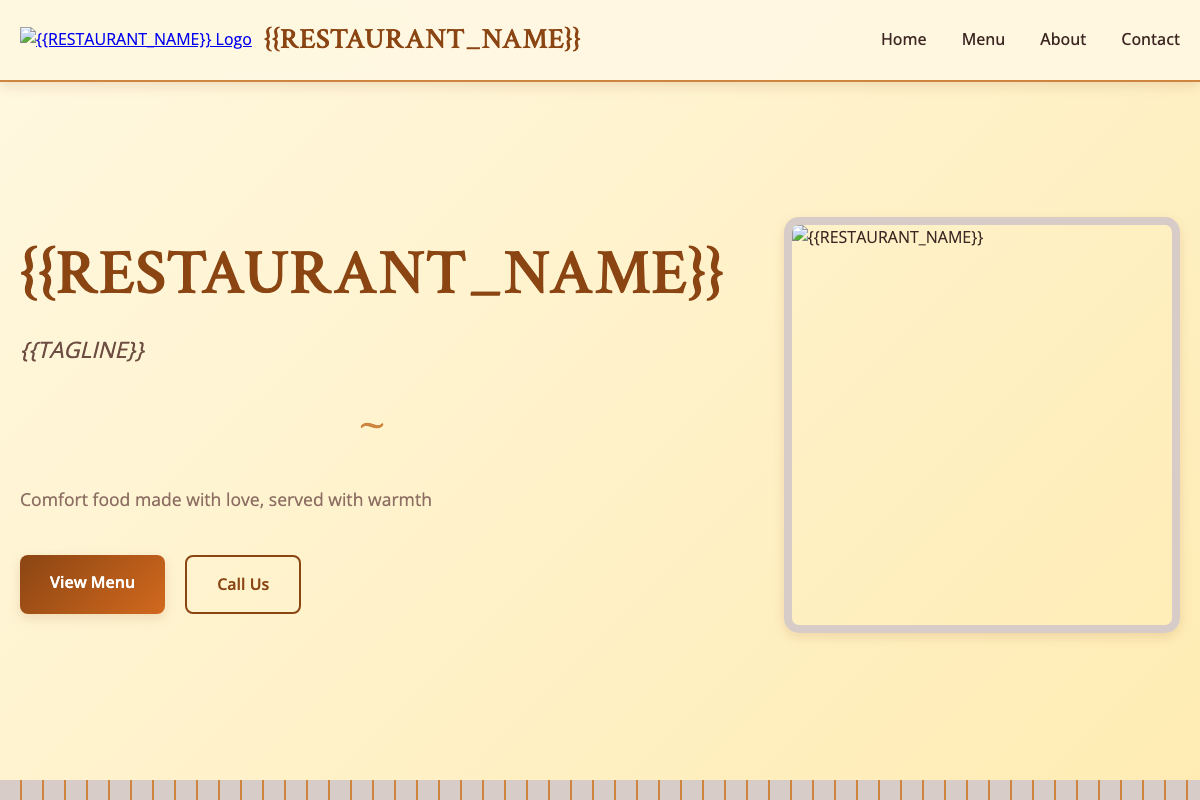 {{RESTAURANT_NAME}} Logo {{RESTAURANT_NAME}} Home Menu About Contact
{{RESTAURANT_NAME}}
{{RESTAURANT_NAME}}
{{TAGLINE}}
~
Comfort food made with love, served with warmth
View Menu Call Us